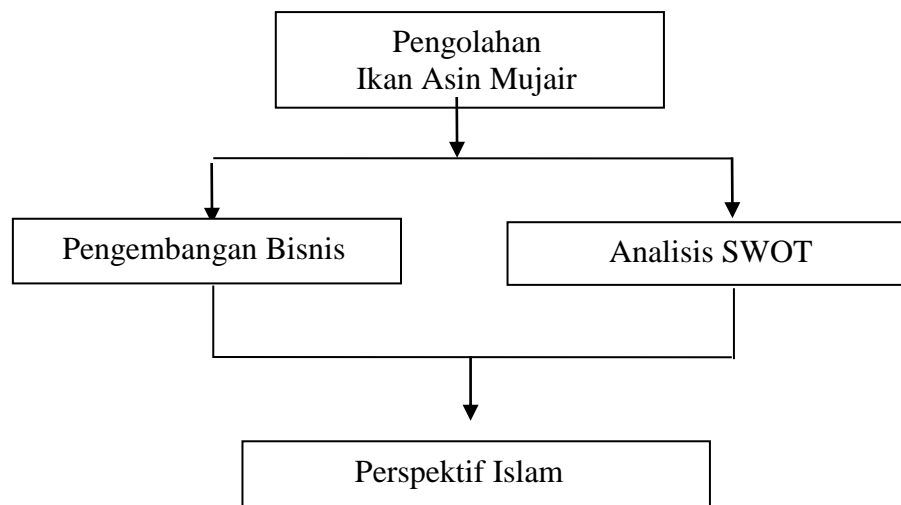 Pengolahan
Ikan Asin Mujair
Pengembangan Bisnis
Analisis SWOT
Perspektif Islam